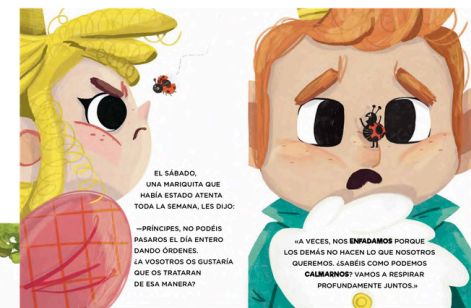 EL SÁBADO,
UNA MARIQUITA QUE
HABÍA ESTADO ATENTA
TODA LA SEMANA, LES DIJO:
—PRÍNCIPES, NO PODÉIS
PASAROS EL DÍA ENTERO
DANDO ÓRDENES.
¿A VOSOTROS OS GUSTARÍA
QUE OS TRATARAN
DE ESA MANERA?
«A VECES, NOS ENFADAMOS PORQUE
LOS DEMÁS NO HACEN LO QUE NOSOTROS
QUEREMOS. ¿SABÉIS COMO PODEMOS
CALMARNOS? VAMOS A RESPIRAR
PROFUNDAMENTE JUNTOS.»